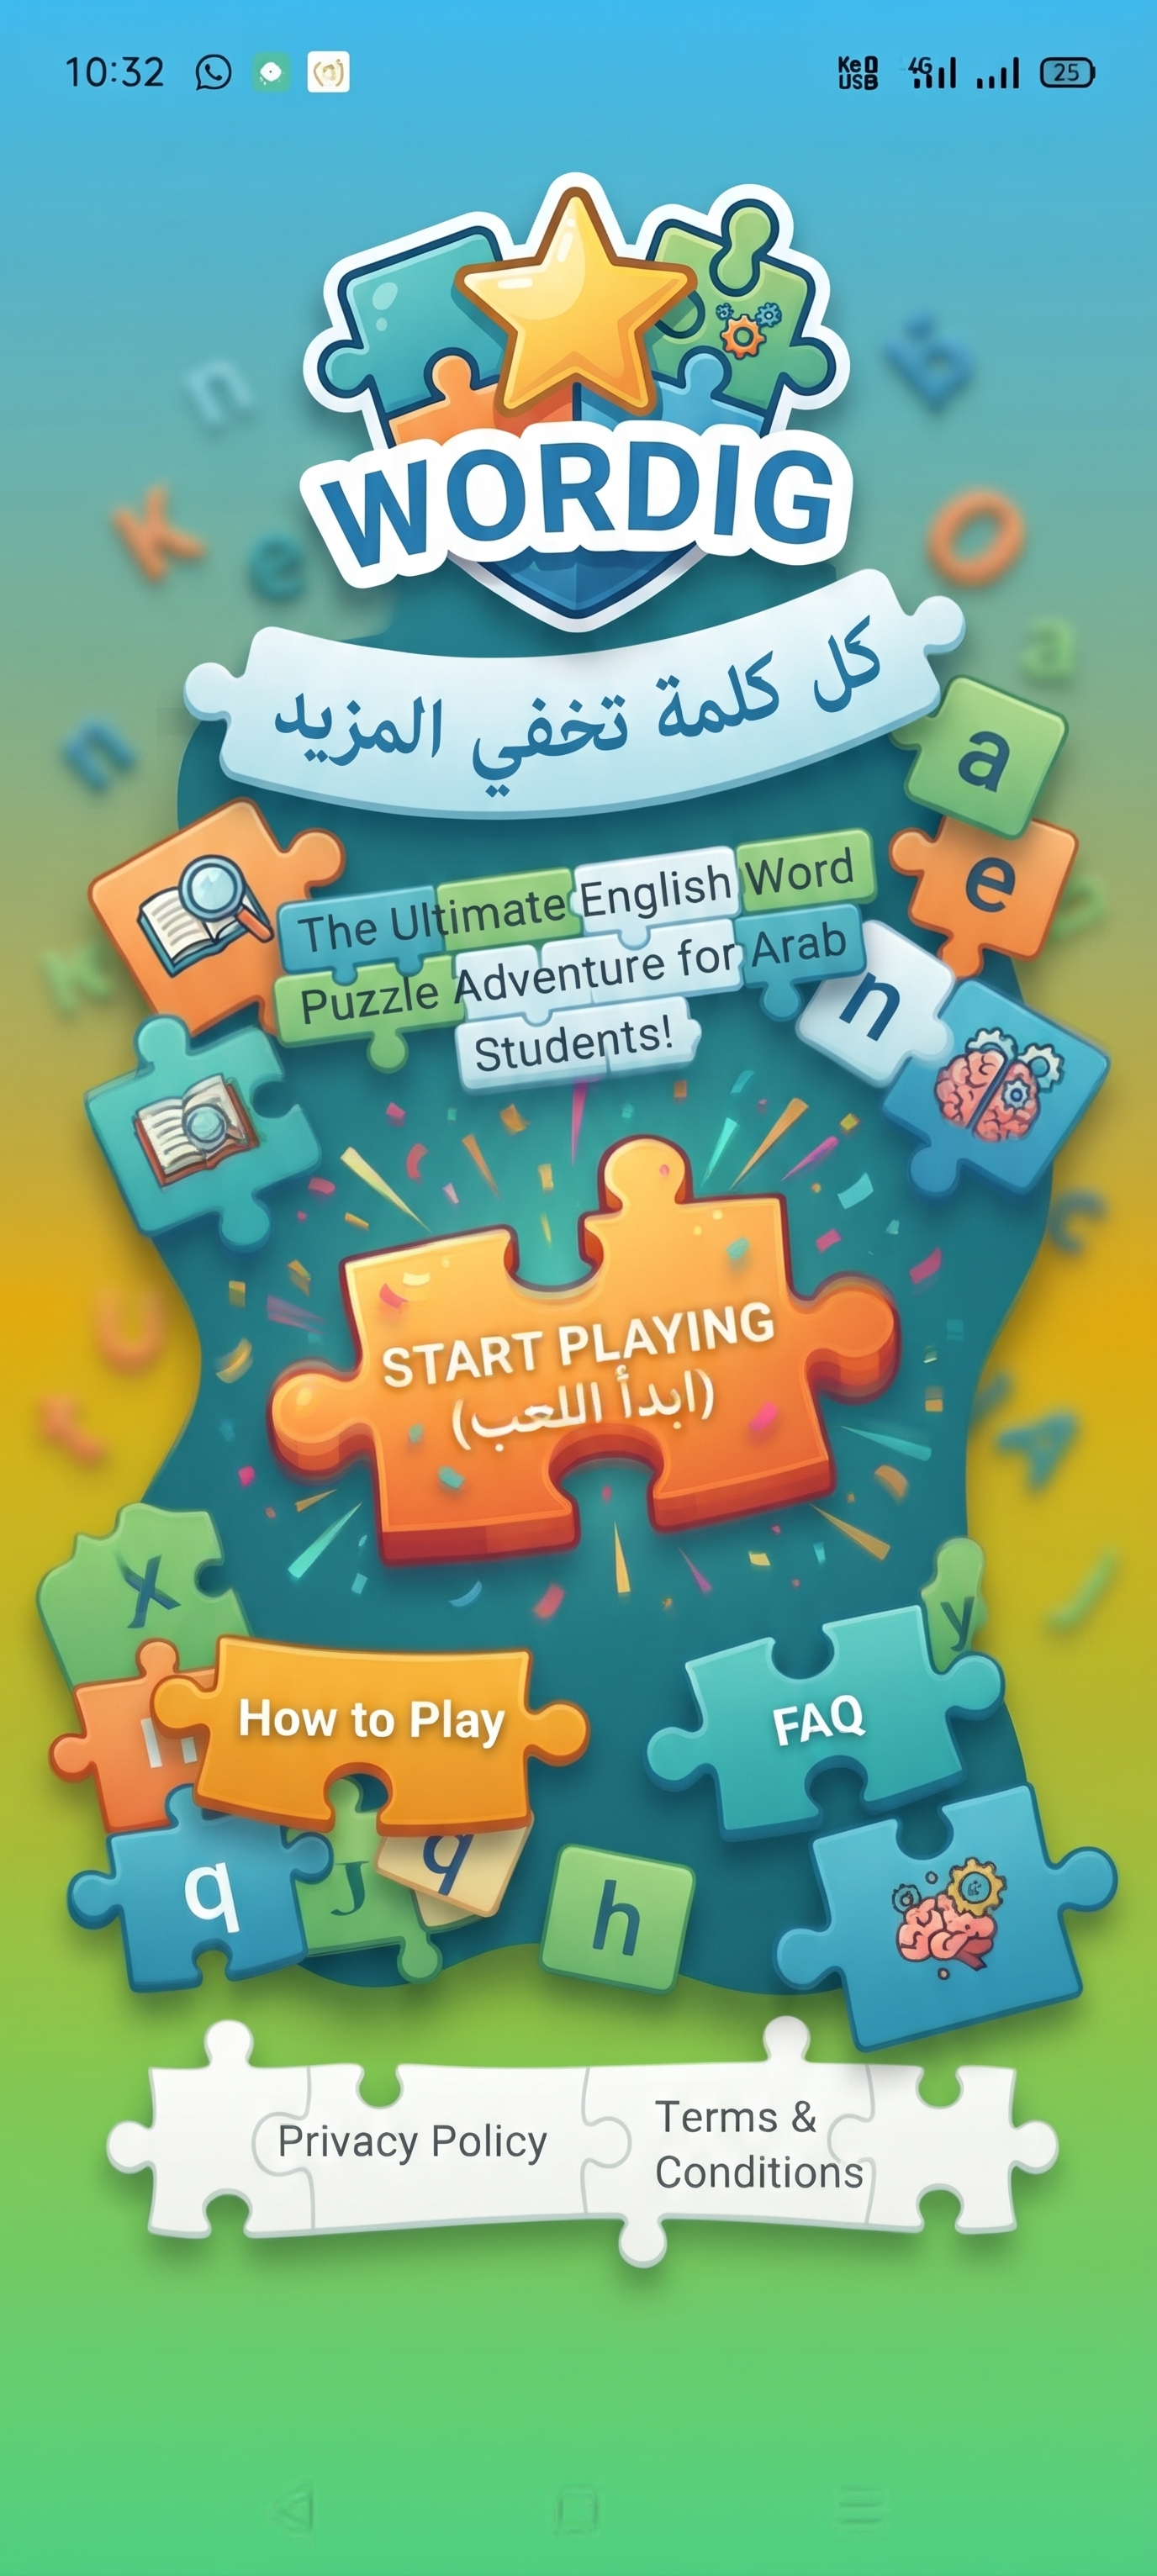 10:32
4G
25
WORDIG
كل كلمة تخفي المزيد
a
e
The Ultimate English Word
Puzzle Adventure for Arab
Students!
n
START PLAYING
(ابدأ اللعب)
X
y
How to Play
FAQ
q
J
q
h
Privacy Policy
Terms &
Conditions